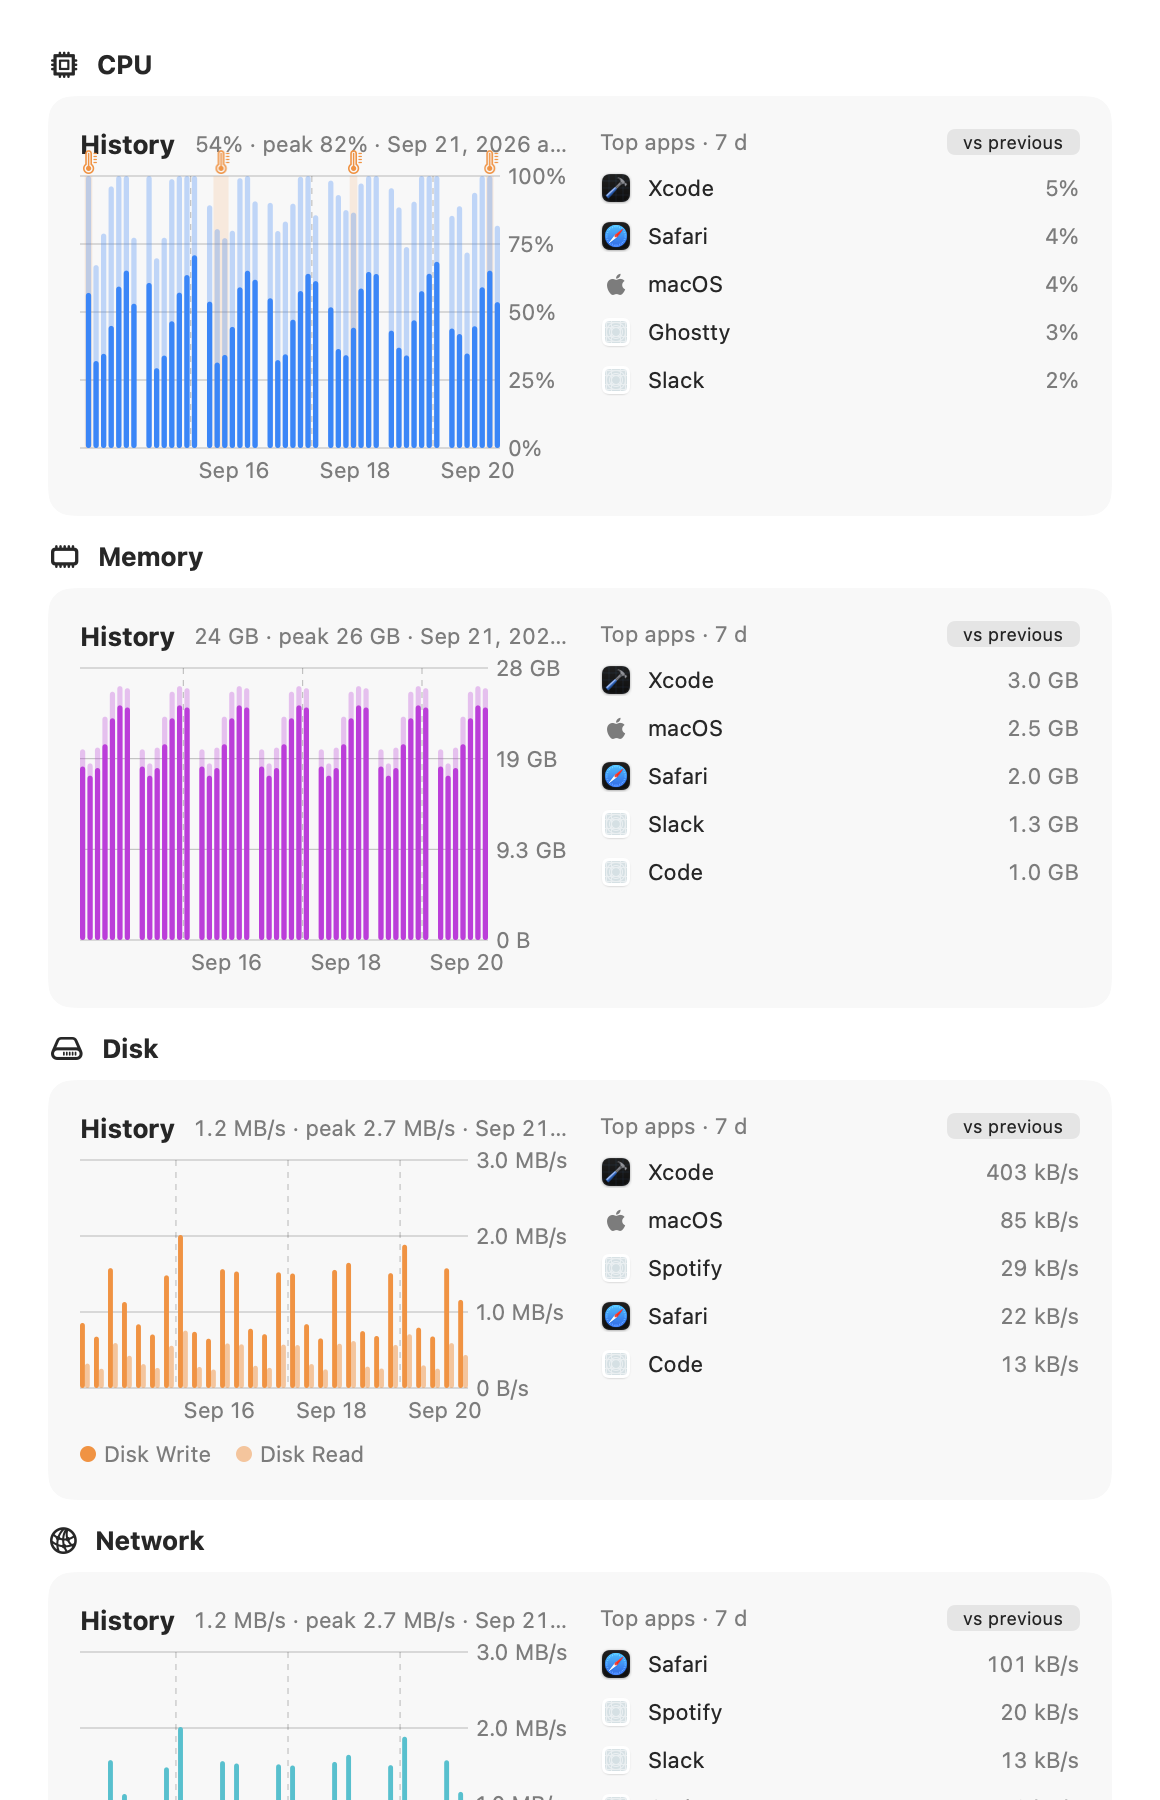 CPU
History 54% · peak 82% · Sep 21, 2026 a...
100%
75%
50%
25%
0%
Sep 16 Sep 18 Sep 20
Top apps · 7 d vs previous
Xcode 5%
Safari 4%
macOS 4%
Ghostty 3%
Slack 2%
Memory
History 24 GB · peak 26 GB · Sep 21, 202...
28 GB
19 GB
9.3 GB
0 B
Sep 16 Sep 18 Sep 20
Top apps · 7 d vs previous
Xcode 3.0 GB
macOS 2.5 GB
Safari 2.0 GB
Slack 1.3 GB
Code 1.0 GB
Disk
History 1.2 MB/s · peak 2.7 MB/s · Sep 21...
3.0 MB/s
2.0 MB/s
1.0 MB/s
0 B/s
Sep 16 Sep 18 Sep 20
Disk Write Disk Read
Top apps · 7 d vs previous
Xcode 403 kB/s
macOS 85 kB/s
Spotify 29 kB/s
Safari 22 kB/s
Code 13 kB/s
Network
History 1.2 MB/s · peak 2.7 MB/s · Sep 21...
3.0 MB/s
2.0 MB/s
Top apps · 7 d vs previous
Safari 101 kB/s
Spotify 20 kB/s
Slack 13 kB/s